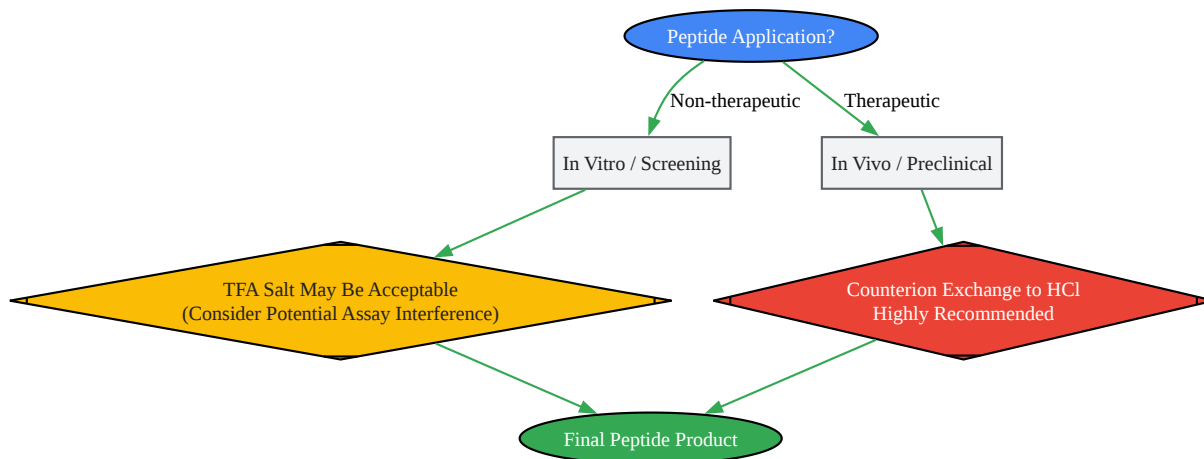 Peptide Application?
Non-therapeutic
Therapeutic
In Vitro / Screening
In Vivo / Preclinical
TFA Salt May Be Acceptable
(Consider Potential Assay Interference)
Counterion Exchange to HCl
Highly Recommended
Final Peptide Product